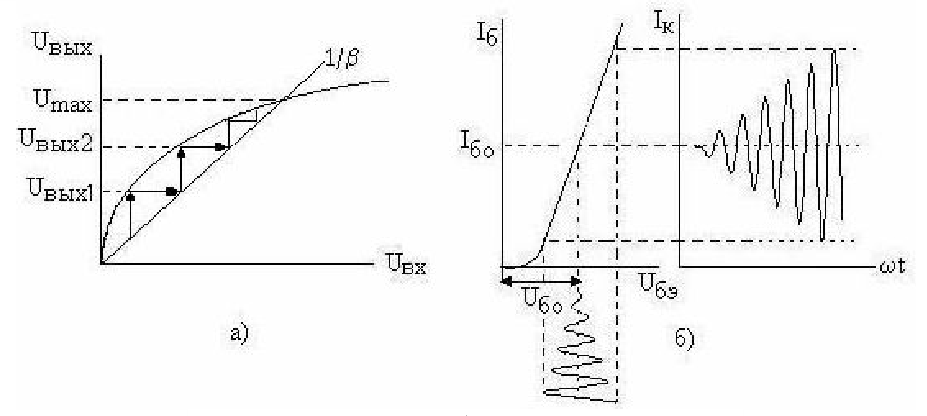 Uвых
1/β
Umax
Uвых2
Uвых1
Uвх
а)
Iб
Iбо
Uбо
Uбэ
Iк
ωt
б)